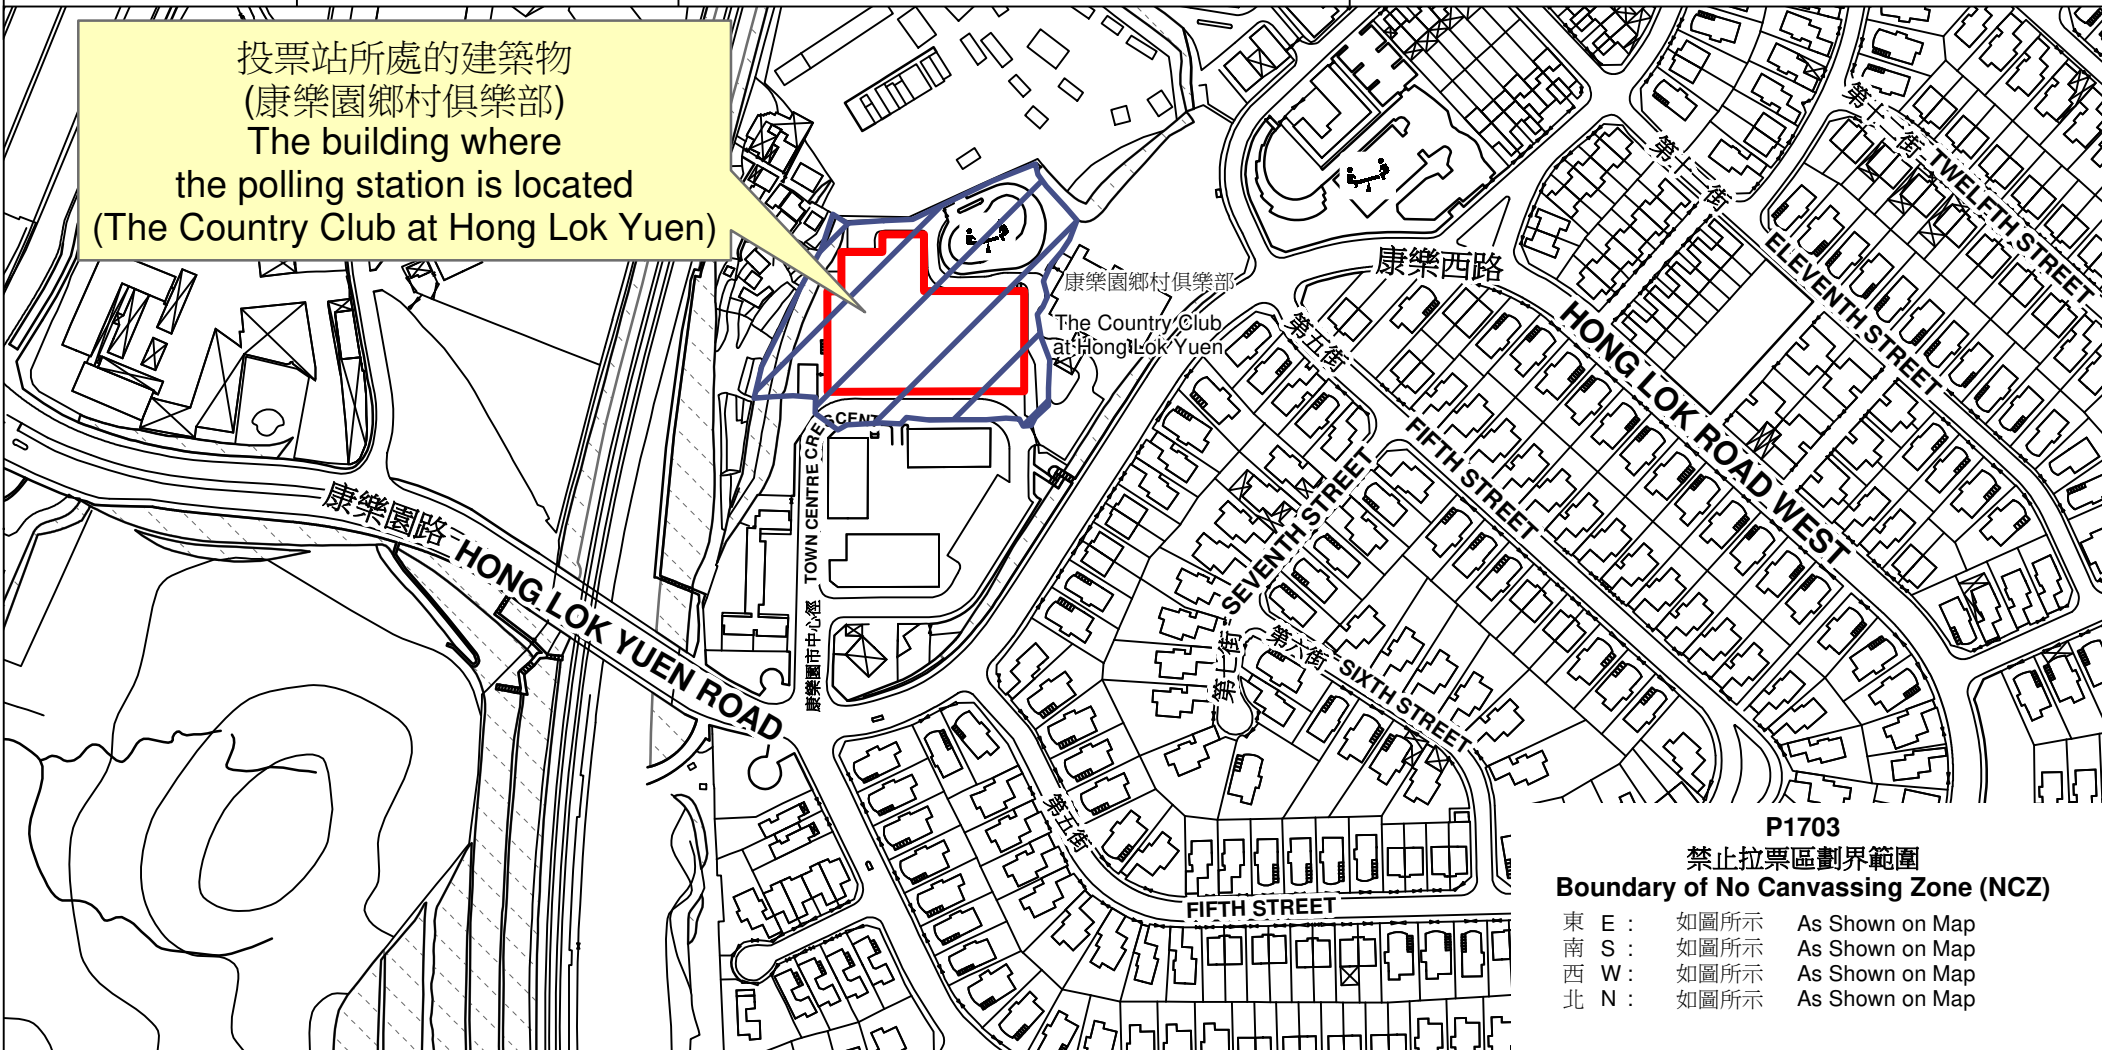 投票站所處的建築物
(康樂園鄉村俱樂部)
The building where
the polling station is located
(The Country Club at Hong Lok Yuen)
康樂園鄉村俱樂部
The Country Club
at Hong Lok Yuen
康樂西路
HONG LOK ROAD WEST
第十二街 TWELFTH STREET
第十一街
ELEVENTH STREET
第五街
FIFTH STREET
SEVENTH STREET
第七街
第六街 SIXTH STREET
TOWN CENTRE CRESCENT
康樂園市中心徑
康樂園路 HONG LOK YUEN ROAD
第五街
FIFTH STREET
P1703
禁止拉票區劃界範圍
Boundary of No Canvassing Zone (NCZ)
東 E : 如圖所示 As Shown on Map
南 S : 如圖所示 As Shown on Map
西 W : 如圖所示 As Shown on Map
北 N : 如圖所示 As Shown on Map